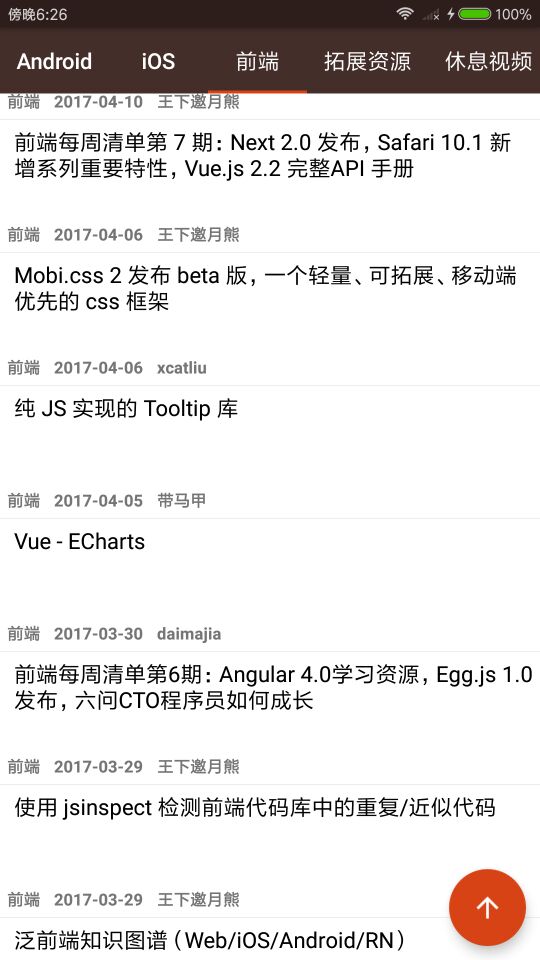 傍晚6:26 100%
Android iOS 前端 拓展资源 休息视频
前端 2017-04-10 王下邀月熊
前端每周清单第 7 期：Next 2.0 发布，Safari 10.1 新
增系列重要特性，Vue.js 2.2 完整API 手册
前端 2017-04-06 王下邀月熊
Mobi.css 2 发布 beta 版，一个轻量、可拓展、移动端
优先的 css 框架
前端 2017-04-06 xcatliu
纯 JS 实现的 Tooltip 库
前端 2017-04-05 带马甲
Vue - ECharts
前端 2017-03-30 daimajia
前端每周清单第6期：Angular 4.0学习资源，Egg.js 1.0
发布，六问CTO程序员如何成长
前端 2017-03-29 王下邀月熊
使用 jsinspect 检测前端代码库中的重复/近似代码
前端 2017-03-29 王下邀月熊
泛前端知识图谱（Web/iOS/Android/RN）